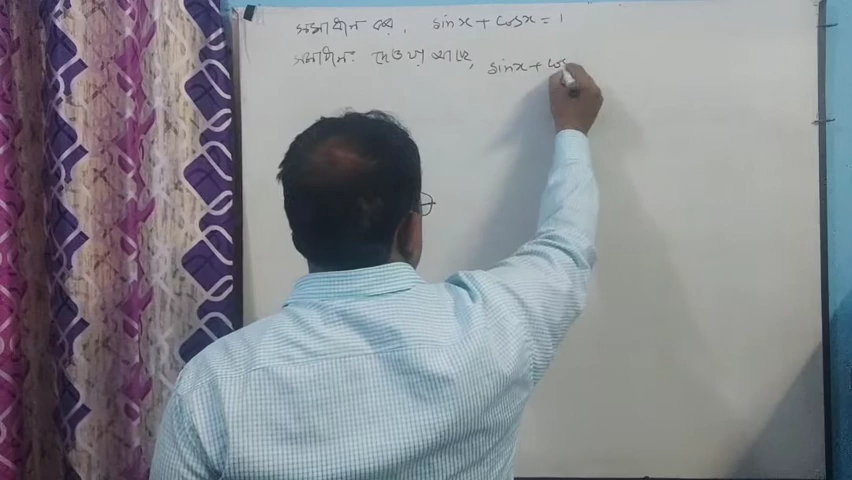 সমাধান কর, sinx + cosx = 1
সমাধান: দেওয়া আছে, sinx + cos